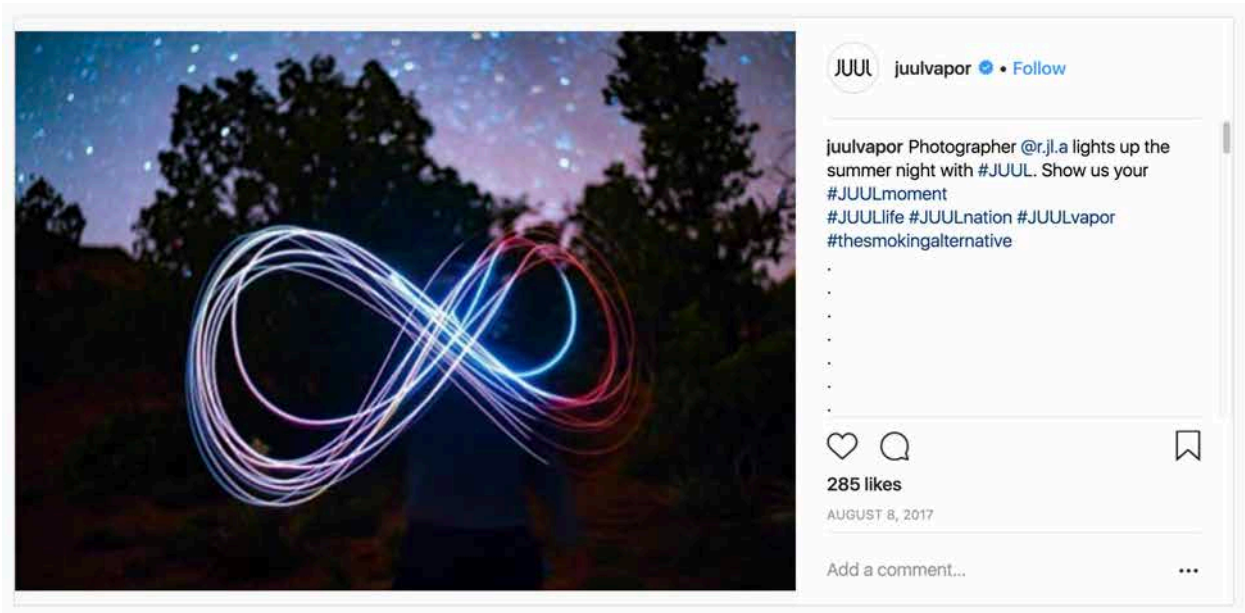 JUUL
juulvapor • Follow
juulvapor Photographer @r.jl.a lights up the
summer night with #JUUL. Show us your
#JUULmoment
#JUULlife #JUULnation #JUULvapor
#thesmokingalternative
.
.
.
.
.
.
.
285 likes
AUGUST 8, 2017
Add a comment...